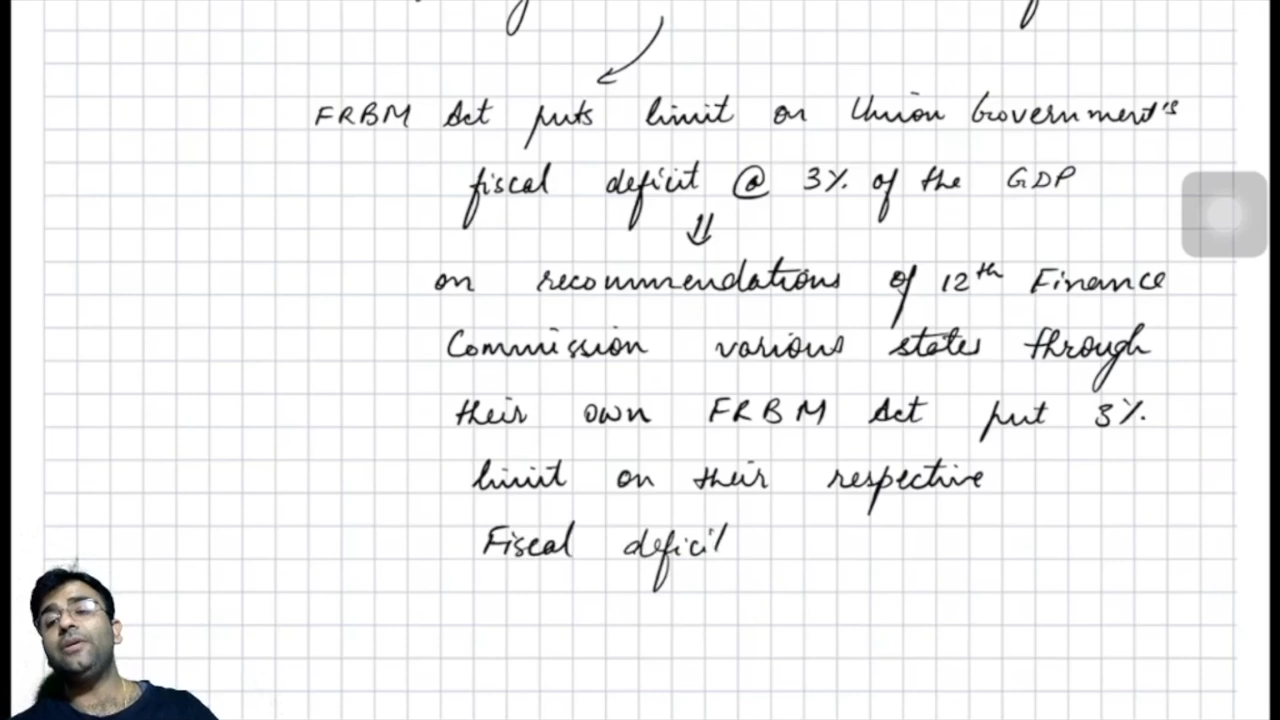 FRBM Act puts limit on Union Government's
fiscal deficit @ 3% of the GDP
on recommendations of 12th Finance
Commission various states through
their own FRBM Act put 3%
limit on their respective
Fiscal deficit